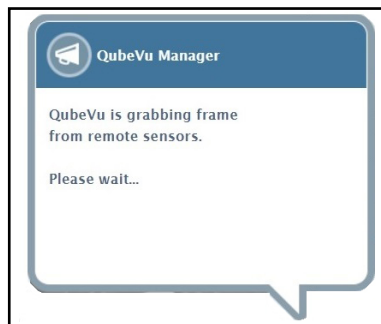 QubeVu Manager
QubeVu is grabbing frame
from remote sensors.
Please wait...